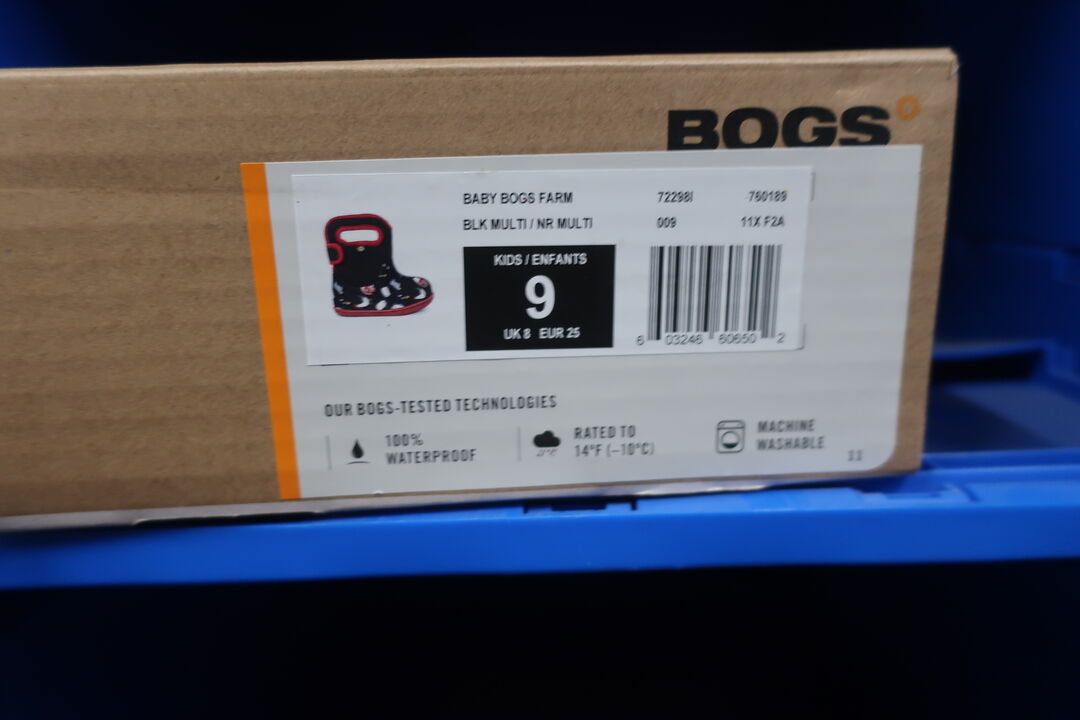 BOGS
BABY BOGS FARM 72298I 760189
BLK MULTI / NR MULTI 009 11X F2A
KIDS / ENFANTS
9
UK 8 EUR 25
6 03246 60650 2
OUR BOGS-TESTED TECHNOLOGIES
100%
WATERPROOF
RATED TO
14°F (-10°C)
MACHINE
WASHABLE
11